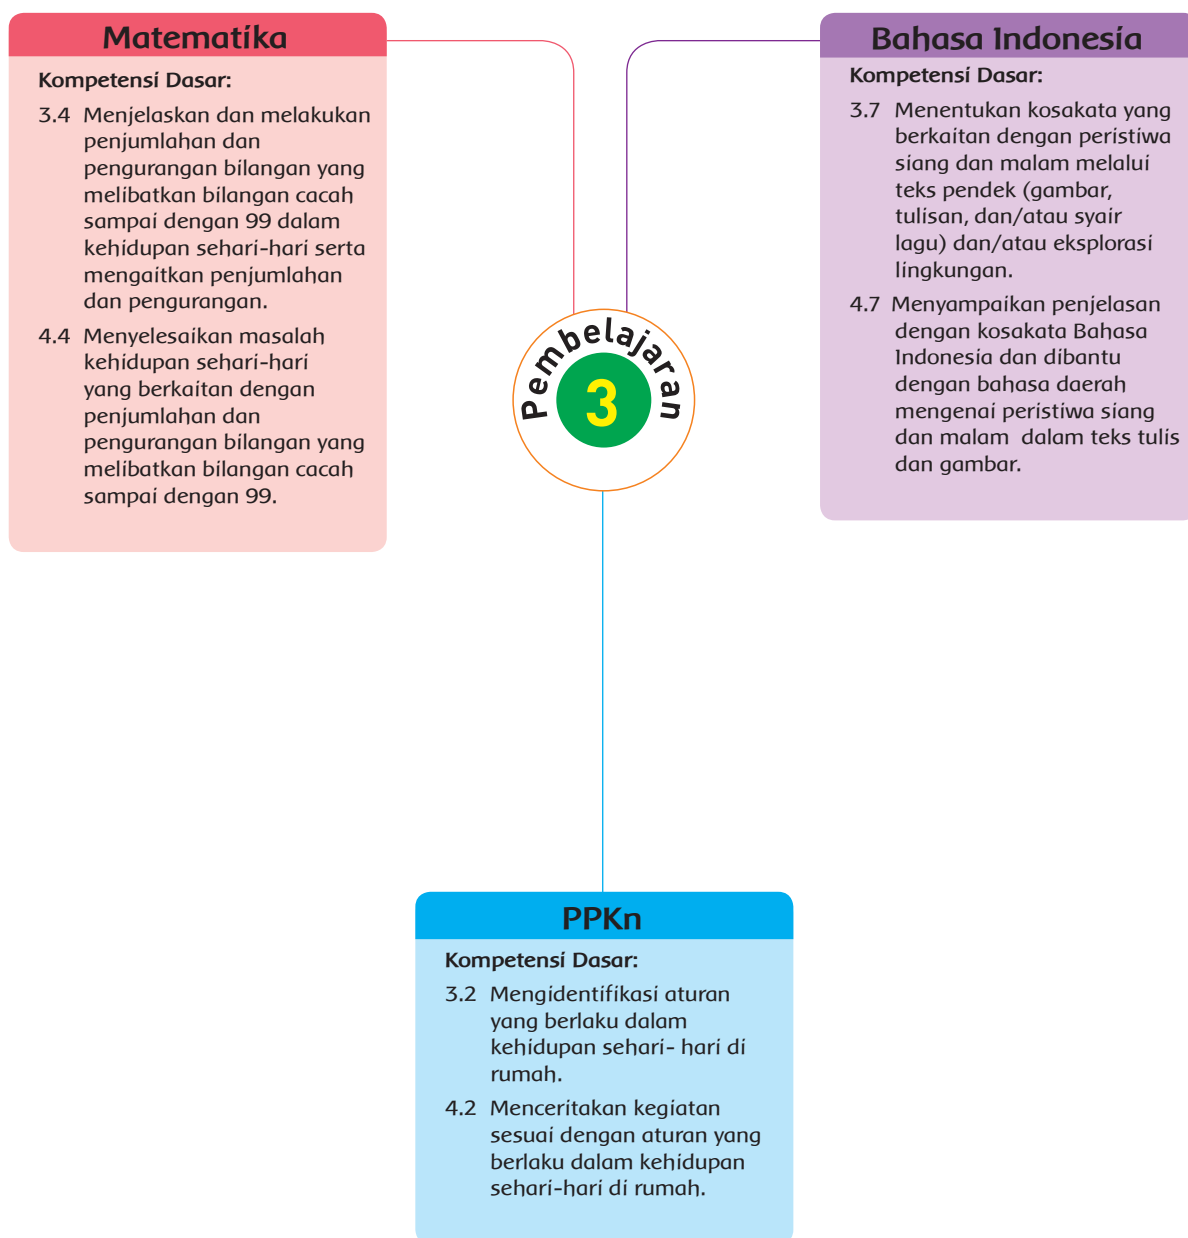 Matematika
Kompetensi Dasar:
3.4 Menjelaskan dan melakukan
penjumlahan dan
pengurangan bilangan yang
melibatkan bilangan cacah
sampai dengan 99 dalam
kehidupan sehari-hari serta
mengaitkan penjumlahan
dan pengurangan.
4.4 Menyelesaikan masalah
kehidupan sehari-hari
yang berkaitan dengan
penjumlahan dan
pengurangan bilangan yang
melibatkan bilangan cacah
sampai dengan 99.
Bahasa Indonesia
Kompetensi Dasar:
3.7 Menentukan kosakata yang
berkaitan dengan peristiwa
siang dan malam melalui
teks pendek (gambar,
tulisan, dan/atau syair
lagu) dan/atau eksplorasi
lingkungan.
4.7 Menyampaikan penjelasan
dengan kosakata Bahasa
Indonesia dan dibantu
dengan bahasa daerah
mengenai peristiwa siang
dan malam dalam teks tulis
dan gambar.
Pembelajaran
3
PPKn
Kompetensi Dasar:
3.2 Mengidentifikasi aturan
yang berlaku dalam
kehidupan sehari- hari di
rumah.
4.2 Menceritakan kegiatan
sesuai dengan aturan yang
berlaku dalam kehidupan
sehari-hari di rumah.